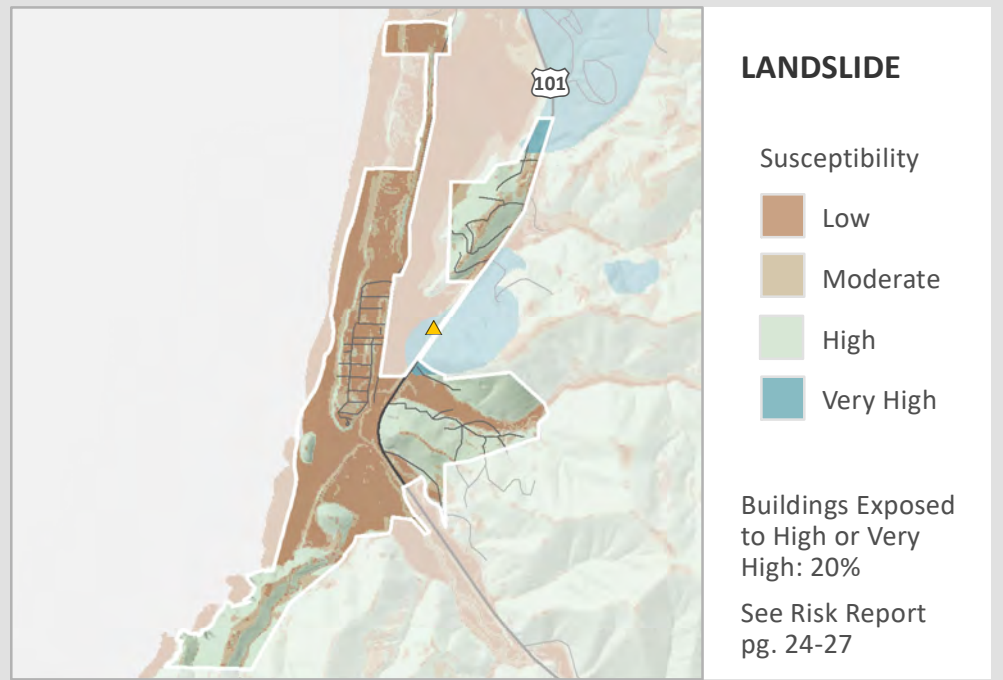 101
LANDSLIDE
Susceptibility
Low
Moderate
High
Very High
Buildings Exposed
to High or Very
High: 20%
See Risk Report
pg. 24-27